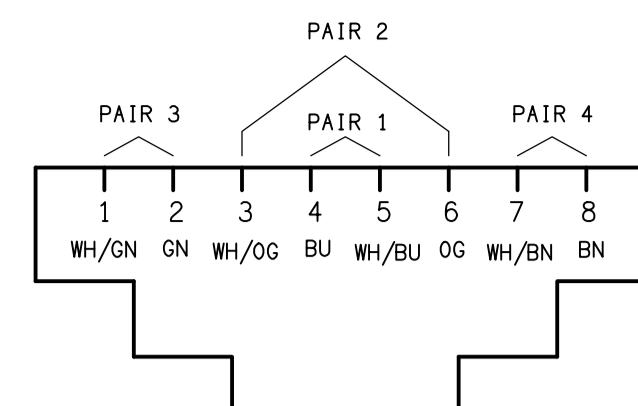 PAIR 2
PAIR 3 PAIR 1 PAIR 4
1 2 3 4 5 6 7 8
WH/GN GN WH/OG BU WH/BU OG WH/BN BN